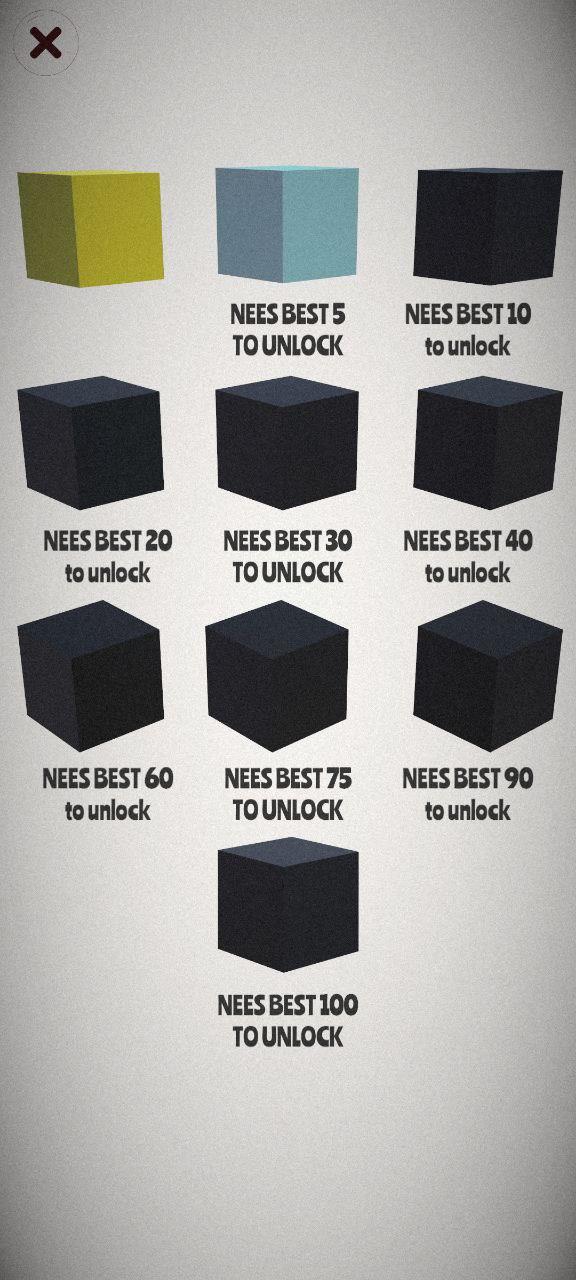 NEES BEST 5
TO UNLOCK
NEES BEST 10
to unlock
NEES BEST 20
to unlock
NEES BEST 30
TO UNLOCK
NEES BEST 40
to unlock
NEES BEST 60
to unlock
NEES BEST 75
TO UNLOCK
NEES BEST 90
to unlock
NEES BEST 100
TO UNLOCK